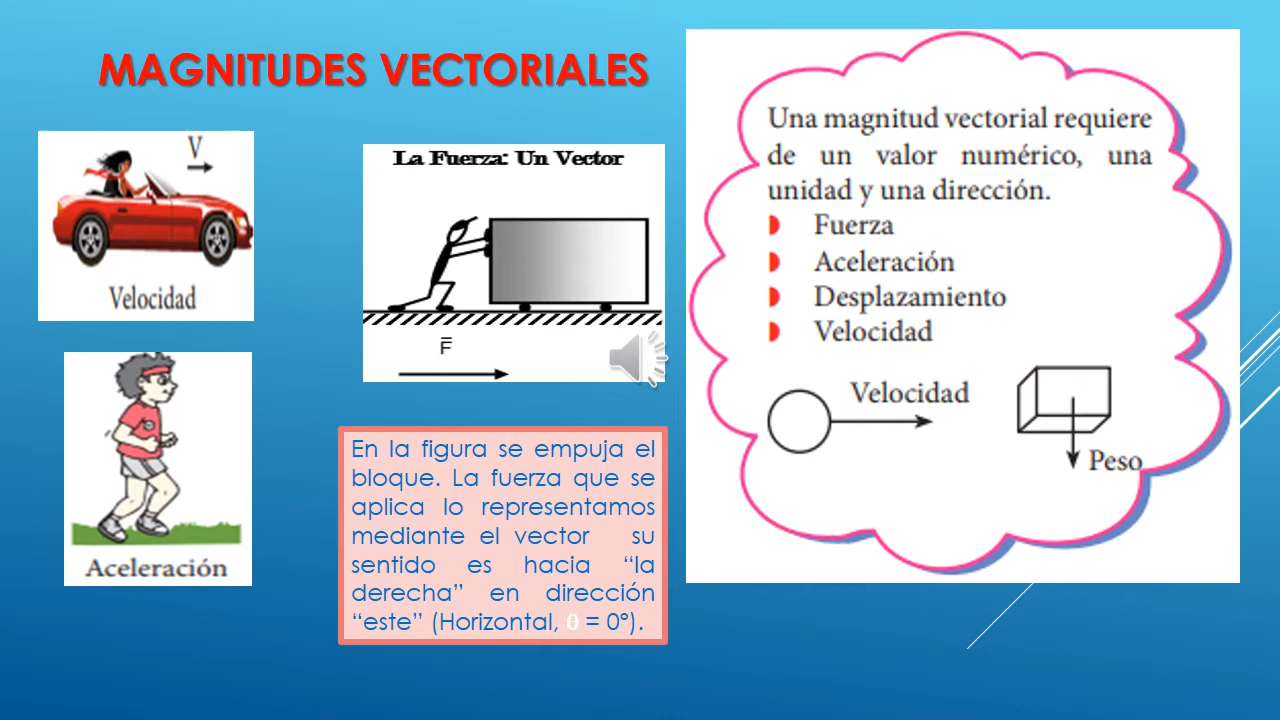 MAGNITUDES VECTORIALES
V
Velocidad
La Fuerza: Un Vector
F̅
Aceleración
En la figura se empuja el
bloque. La fuerza que se
aplica lo representamos
mediante el vector su
sentido es hacia “la
derecha” en dirección
“este” (Horizontal, θ = 0°).
Una magnitud vectorial requiere
de un valor numérico, una
unidad y una dirección.
Fuerza
Aceleración
Desplazamiento
Velocidad
Velocidad
Peso